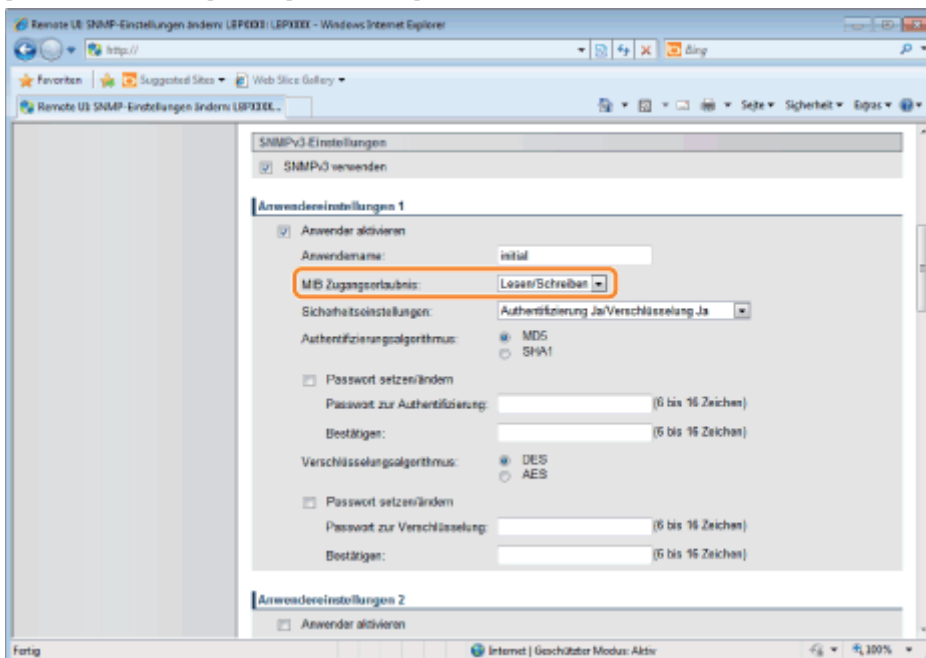 Remote UI: SNMP-Einstellungen ändern: LBPXXXX: LBPXXXX - Windows Internet Explorer
http://
Bing
Favoriten Suggested Sites Web Slice Gallery
Remote UI: SNMP-Einstellungen ändern: LBPXXXX...
Seite Sicherheit Extras
SNMPv3-Einstellungen
SNMPv3 verwenden
Anwendereinstellungen 1
Anwender aktivieren
Anwendername: initial
MIB Zugangserlaubnis: Lesen/Schreiben
Sicherheitseinstellungen: Authentifizierung Ja/Verschlüsselung Ja
Authentifizierungsalgorithmus: MD5
SHA1
Passwort setzen/ändern
Passwort zur Authentifizierung: (6 bis 16 Zeichen)
Bestätigen: (6 bis 16 Zeichen)
Verschlüsselungsalgorithmus: DES
AES
Passwort setzen/ändern
Passwort zur Verschlüsselung: (6 bis 16 Zeichen)
Bestätigen: (6 bis 16 Zeichen)
Anwendereinstellungen 2
Anwender aktivieren
Fertig Internet | Geschützter Modus: Aktiv 100%